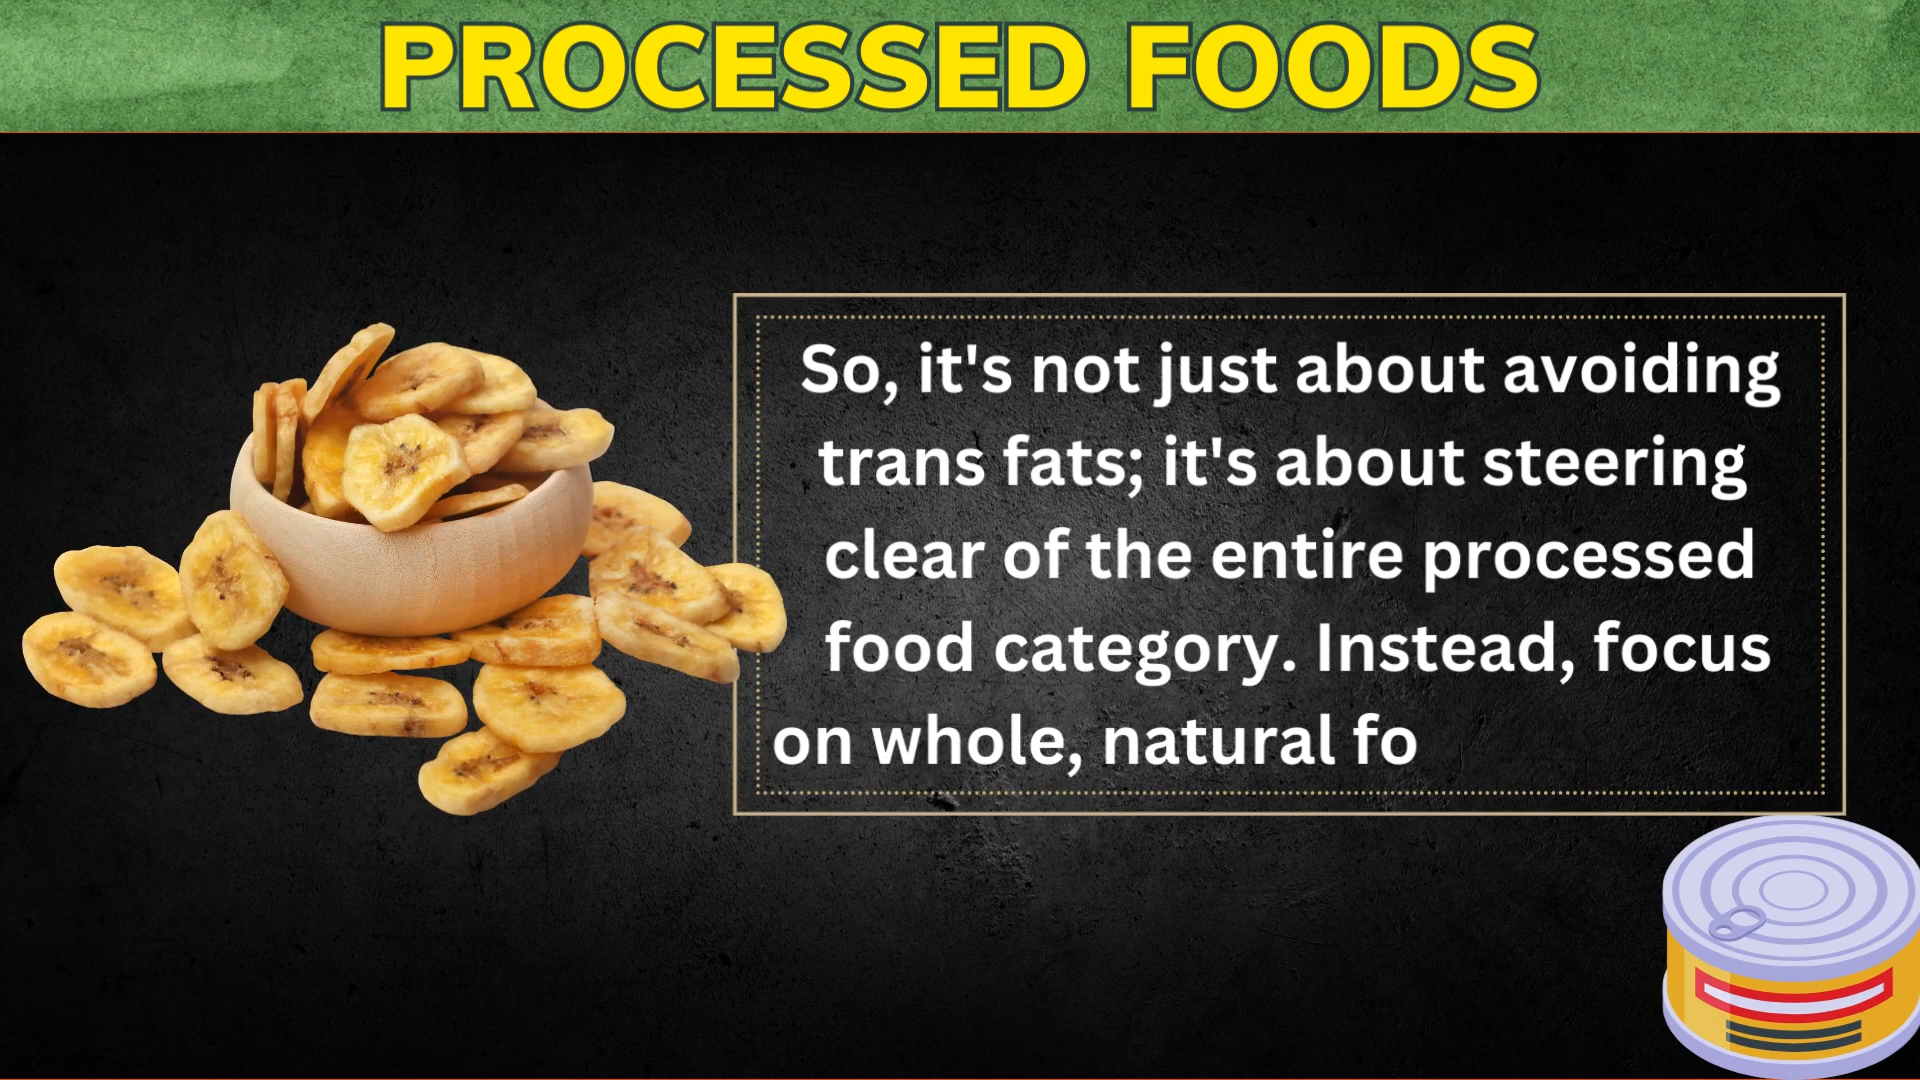 PROCESSED FOODS
So, it's not just about avoiding
trans fats; it's about steering
clear of the entire processed
food category. Instead, focus
on whole, natural fo